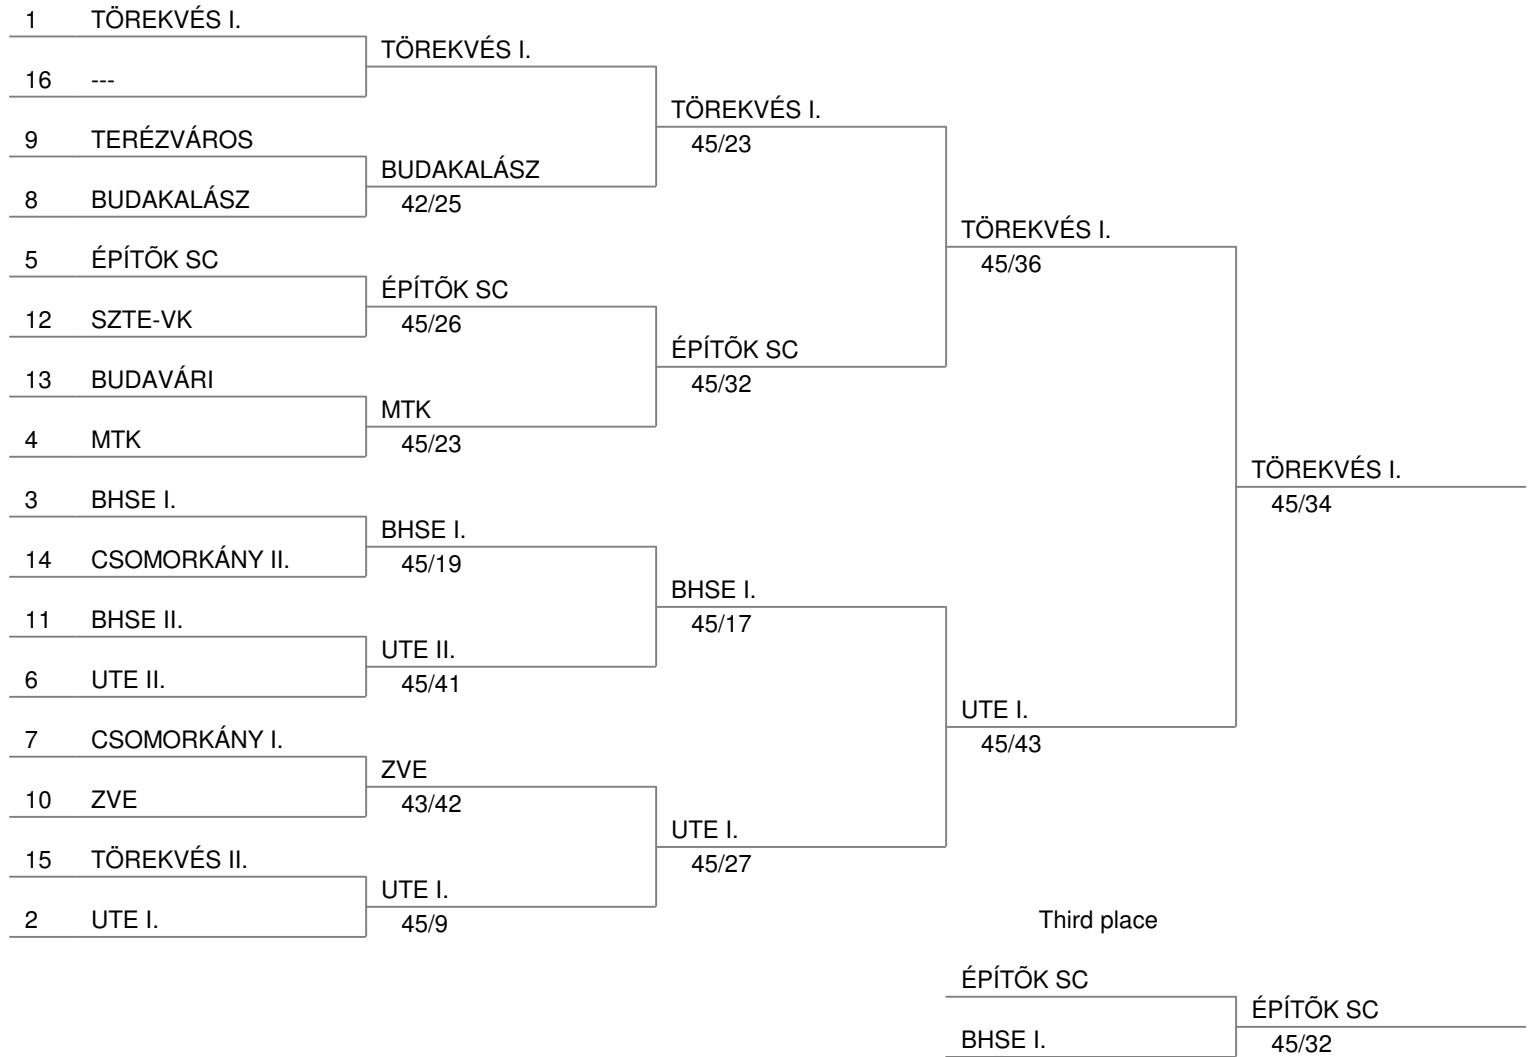 1 TÖREKVÉS I.
TÖREKVÉS I.
16 ---
TÖREKVÉS I.
45/23
9 TERÉZVÁROS
BUDAKALÁSZ
42/25
8 BUDAKALÁSZ
TÖREKVÉS I.
45/36
5 ÉPÍTÕK SC
ÉPÍTÕK SC
45/26
12 SZTE-VK
ÉPÍTÕK SC
45/32
13 BUDAVÁRI
MTK
45/23
4 MTK
TÖREKVÉS I.
45/34
3 BHSE I.
BHSE I.
45/19
14 CSOMORKÁNY II.
BHSE I.
45/17
11 BHSE II.
UTE II.
45/41
6 UTE II.
UTE I.
45/43
7 CSOMORKÁNY I.
ZVE
43/42
10 ZVE
UTE I.
45/27
15 TÖREKVÉS II.
UTE I.
45/9
2 UTE I.
Third place
ÉPÍTÕK SC
ÉPÍTÕK SC
45/32
BHSE I.